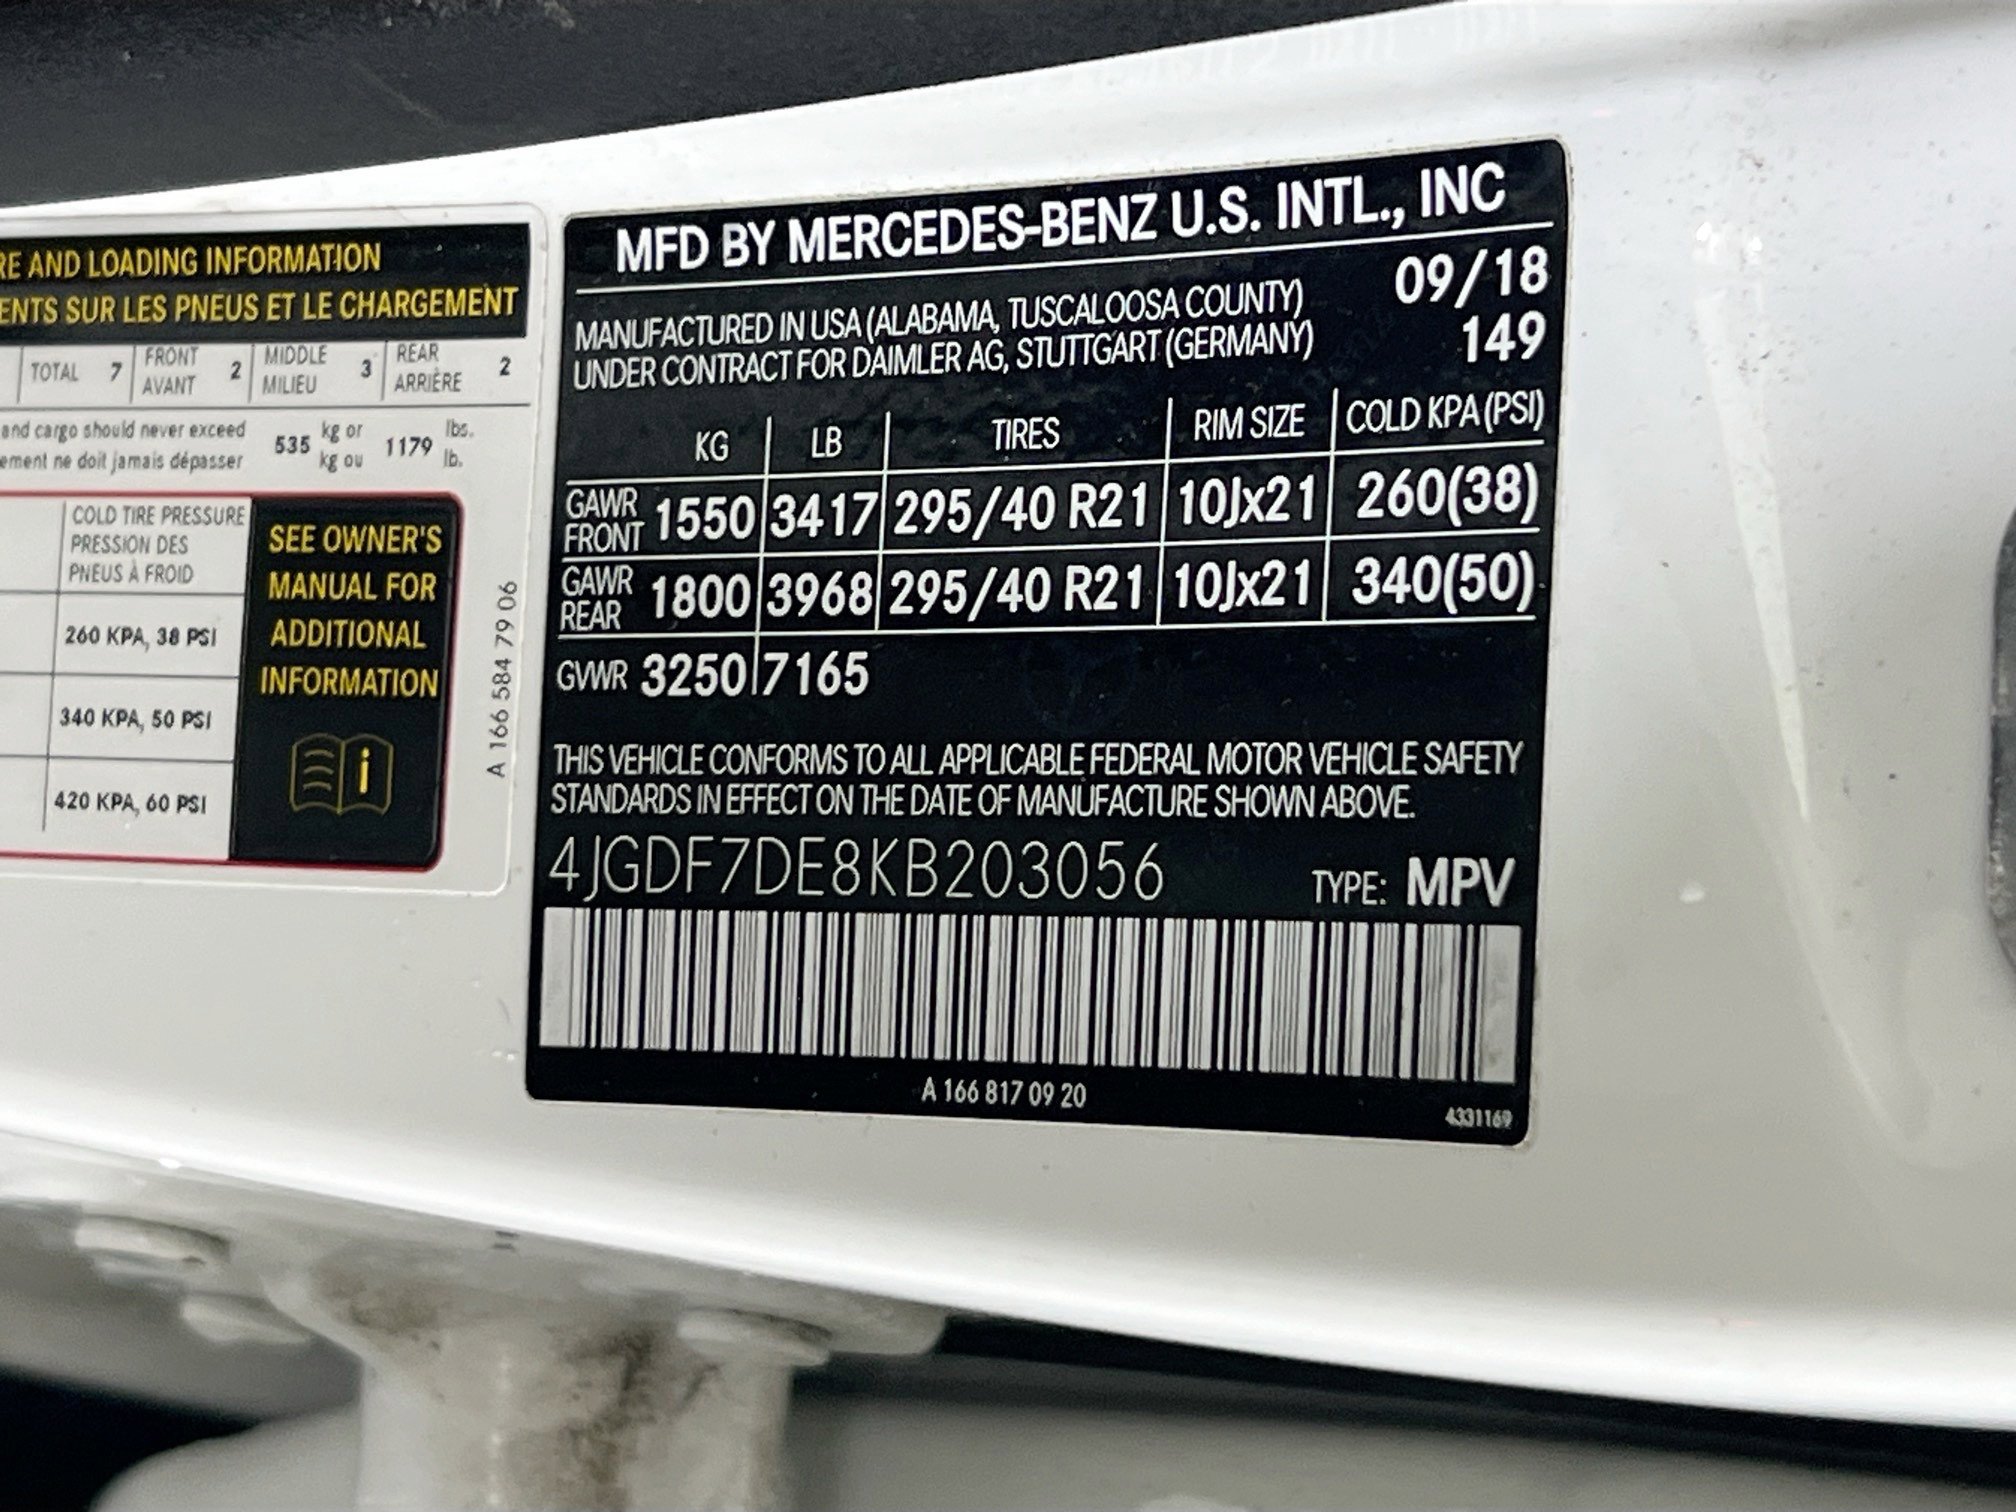 RE AND LOADING INFORMATION
ENTS SUR LES PNEUS ET LE CHARGEMENT
TOTAL 7 FRONT AVANT 2 MIDDLE MILIEU 3 REAR ARRIÈRE 2
and cargo should never exceed 535 kg or 1179 lbs.
ement ne doit jamais dépasser kg ou lb.
COLD TIRE PRESSURE
PRESSION DES
PNEUS À FROID
260 KPA, 38 PSI
340 KPA, 50 PSI
420 KPA, 60 PSI
SEE OWNER'S
MANUAL FOR
ADDITIONAL
INFORMATION
A 166 584 79 06
MFD BY MERCEDES-BENZ U.S. INTL., INC
MANUFACTURED IN USA (ALABAMA, TUSCALOOSA COUNTY) 09/18
UNDER CONTRACT FOR DAIMLER AG, STUTTGART (GERMANY) 149
KG LB TIRES RIM SIZE COLD KPA (PSI)
GAWR FRONT 1550 3417 295/40 R21 10Jx21 260(38)
GAWR REAR 1800 3968 295/40 R21 10Jx21 340(50)
GVWR 3250 7165
THIS VEHICLE CONFORMS TO ALL APPLICABLE FEDERAL MOTOR VEHICLE SAFETY
STANDARDS IN EFFECT ON THE DATE OF MANUFACTURE SHOWN ABOVE.
4JGDF7DE8KB203056 TYPE: MPV
A 166 817 09 20
4331169